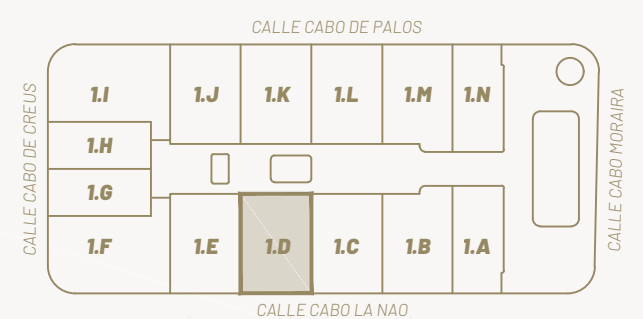 CALLE CABO DE PALOS
CALLE CABO DE CREUS
1.I
1.J
1.K
1.L
1.M
1.N
1.H
1.G
1.F
1.E
1.D
1.C
1.B
1.A
CALLE CABO MORAIRA
CALLE CABO LA NAO